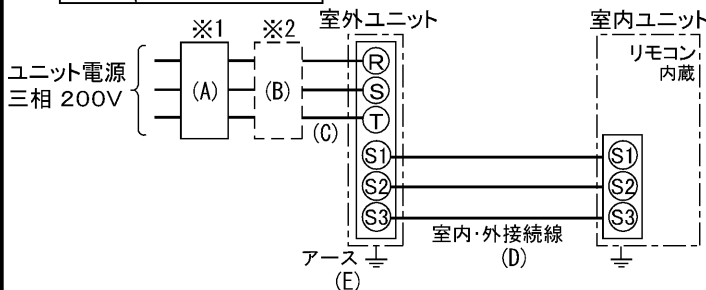 ※1 ※2 室外ユニット 室内ユニット
リモコン
内蔵
ユニット電源
三相 200V
(A) (B)
R
S
T
(C)
S1 S1
S2 S2
S3 S3
室内・外接続線
(D)
アース
(E)